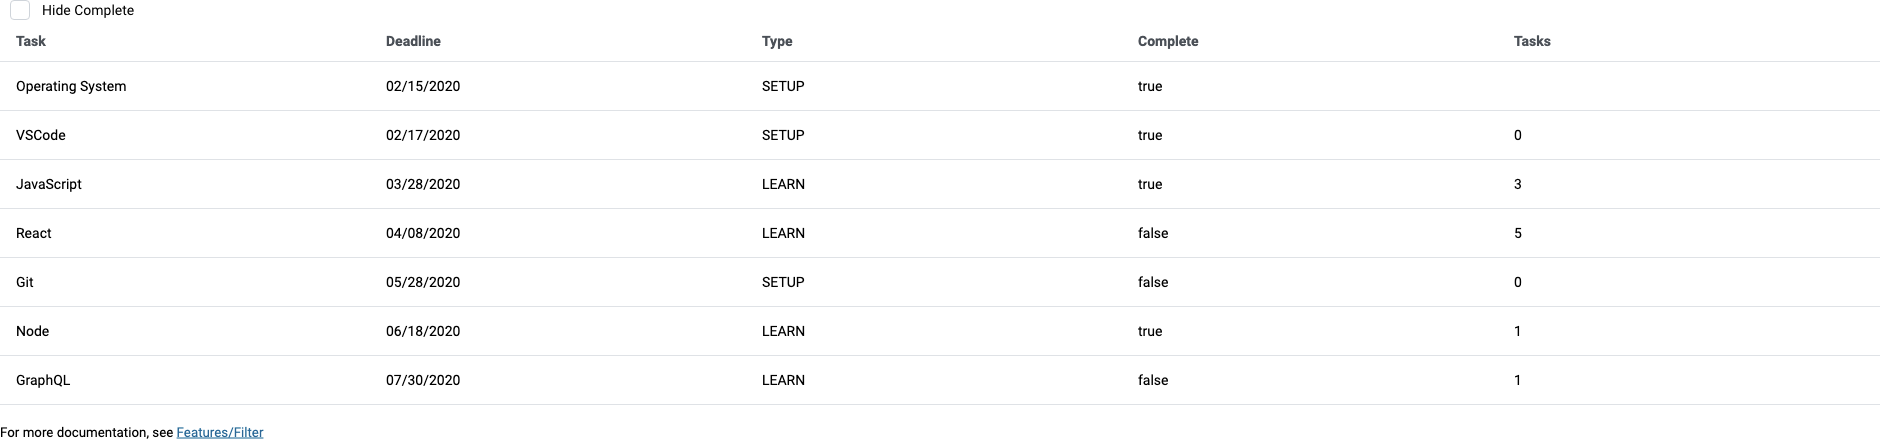 Hide Complete
Task Deadline Type Complete Tasks
Operating System 02/15/2020 SETUP true
VSCode 02/17/2020 SETUP true 0
JavaScript 03/28/2020 LEARN true 3
React 04/08/2020 LEARN false 5
Git 05/28/2020 SETUP false 0
Node 06/18/2020 LEARN true 1
GraphQL 07/30/2020 LEARN false 1
For more documentation, see Features/Filter